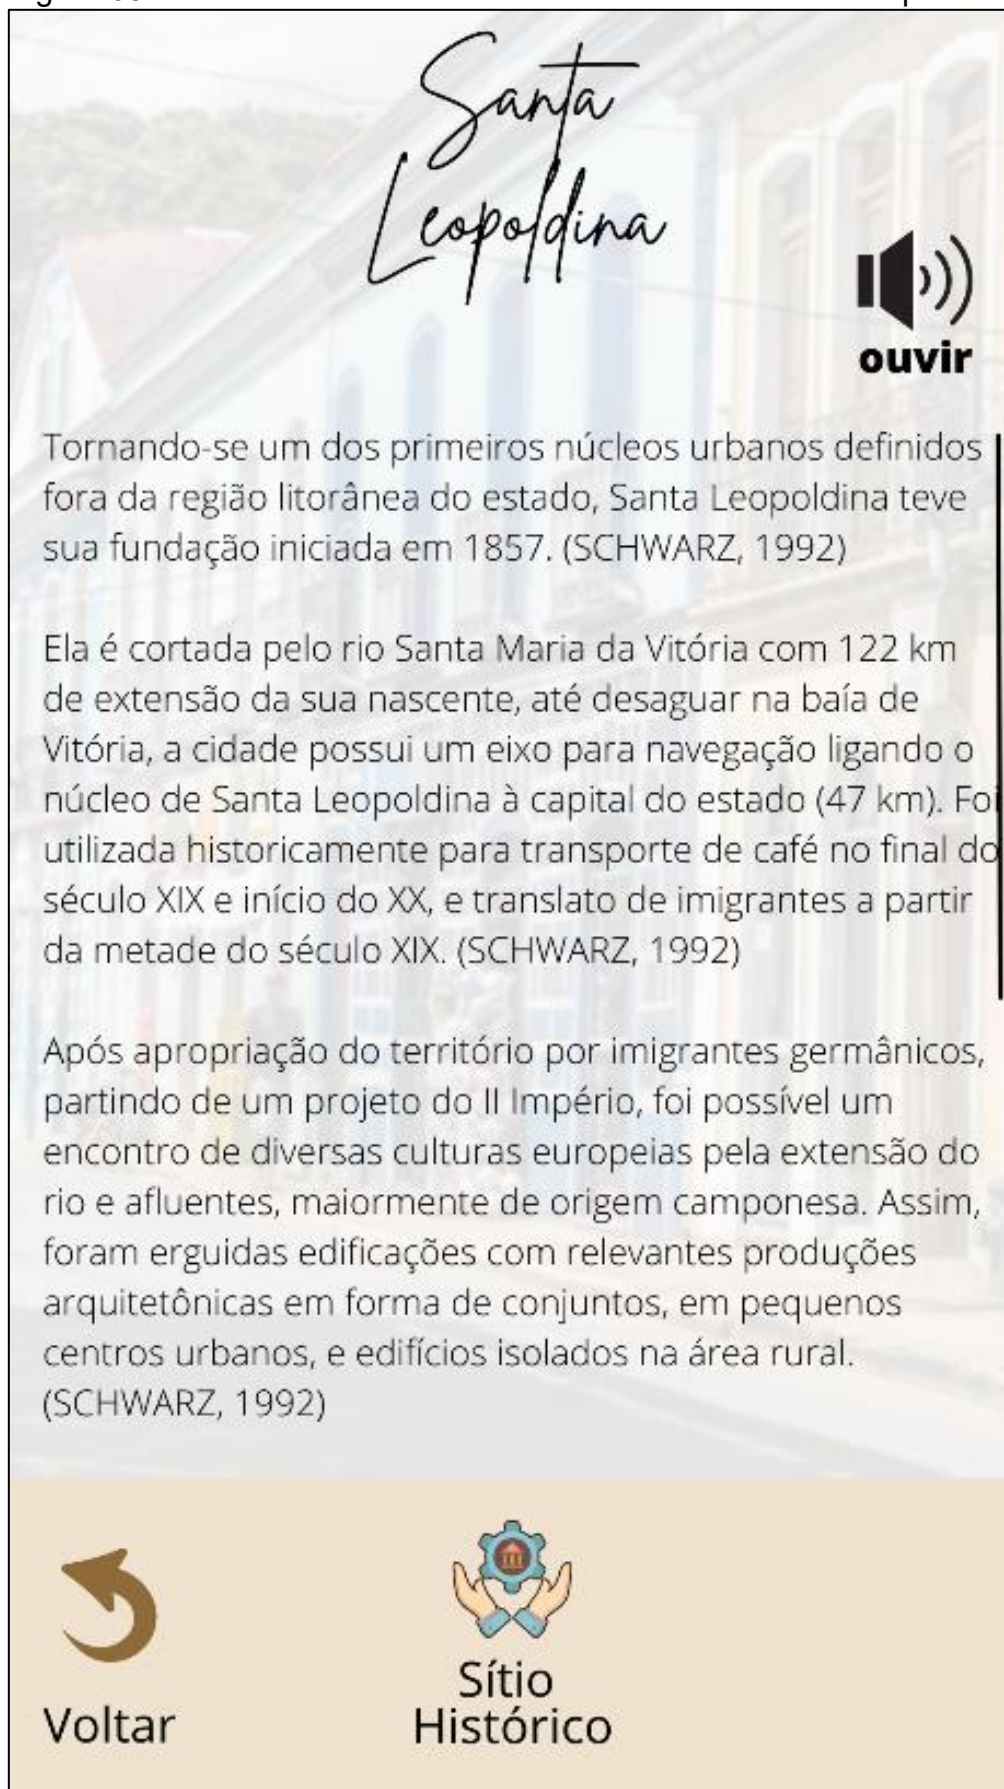 Santa
Leopoldina
ouvir
Tornando-se um dos primeiros núcleos urbanos definidos
fora da região litorânea do estado, Santa Leopoldina teve
sua fundação iniciada em 1857. (SCHWARZ, 1992)
Ela é cortada pelo rio Santa Maria da Vitória com 122 km
de extensão da sua nascente, até desaguar na baía de
Vitória, a cidade possui um eixo para navegação ligando o
núcleo de Santa Leopoldina à capital do estado (47 km). Foi
utilizada historicamente para transporte de café no final do
século XIX e início do XX, e translato de imigrantes a partir
da metade do século XIX. (SCHWARZ, 1992)
Após apropriação do território por imigrantes germânicos,
partindo de um projeto do II Império, foi possível um
encontro de diversas culturas europeias pela extensão do
rio e afluentes, maiormente de origem camponesa. Assim,
foram erguidas edificações com relevantes produções
arquitetônicas em forma de conjuntos, em pequenos
centros urbanos, e edifícios isolados na área rural.
(SCHWARZ, 1992)
Voltar
Sítio
Histórico